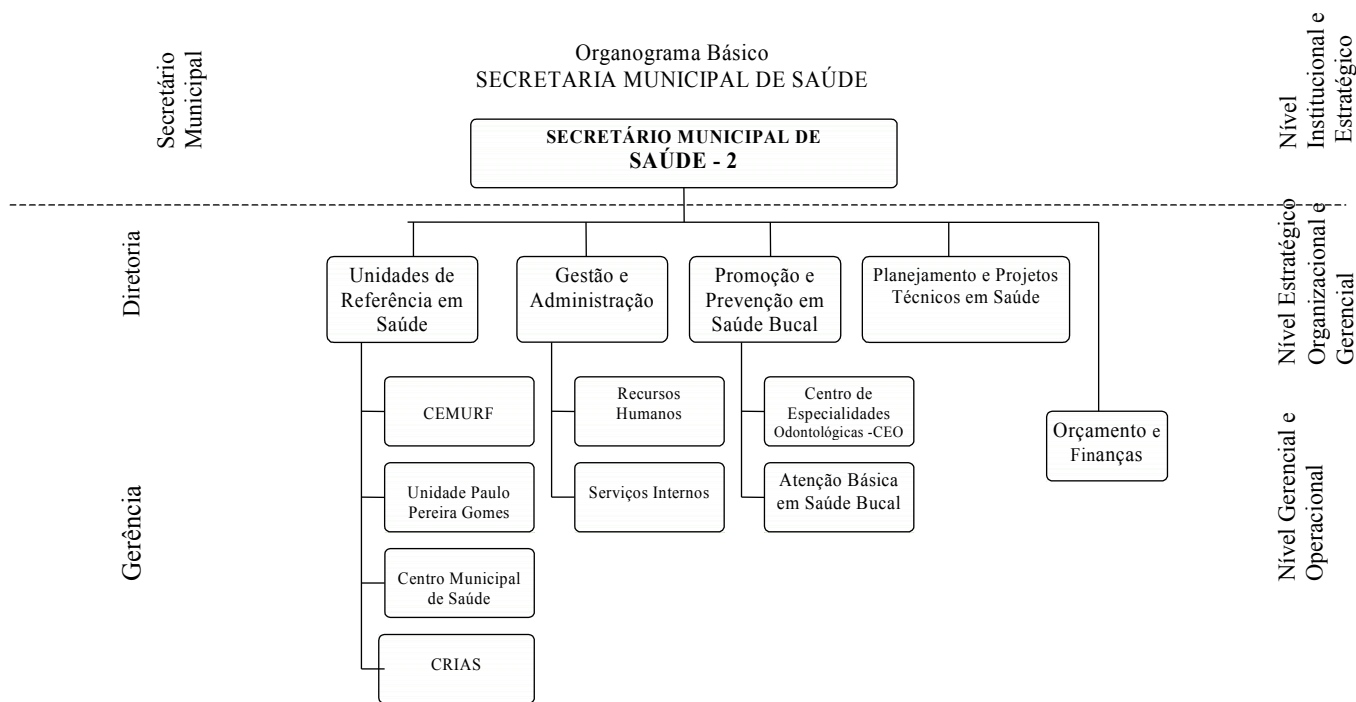 Organograma Básico
SECRETARIA MUNICIPAL DE SAÚDE
Secretário
Municipal
SECRETÁRIO MUNICIPAL DE
SAÚDE - 2
Nível
Institucional e
Estratégico
Diretoria
Unidades de
Referência em
Saúde
Gestão e
Administração
Promoção e
Prevenção em
Saúde Bucal
Planejamento e Projetos
Técnicos em Saúde
Nível Estratégico
Organizacional e
Gerencial
Gerência
CEMURF
Unidade Paulo
Pereira Gomes
Centro Municipal
de Saúde
CRIAS
Recursos
Humanos
Serviços Internos
Centro de
Especialidades
Odontológicas -CEO
Atenção Básica
em Saúde Bucal
Orçamento e
Finanças
Nível Gerencial e
Operacional